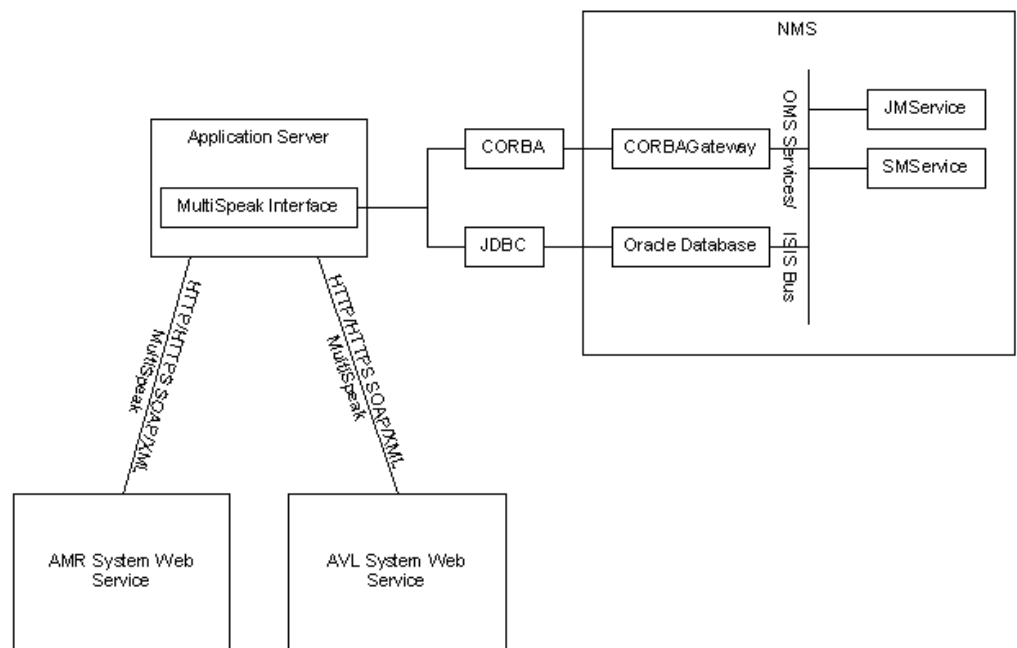 NMS
OMS Services/
ISIS Bus
JMService
Application Server
CORBA
CORBAGateway
SMService
MultiSpeak Interface
JDBC
Oracle Database
HTTP/HTTPS SOAP/XML
MultiSpeak
HTTP/HTTPS SOAP/XML
MultiSpeak
AMR System Web
Service
AVL System Web
Service